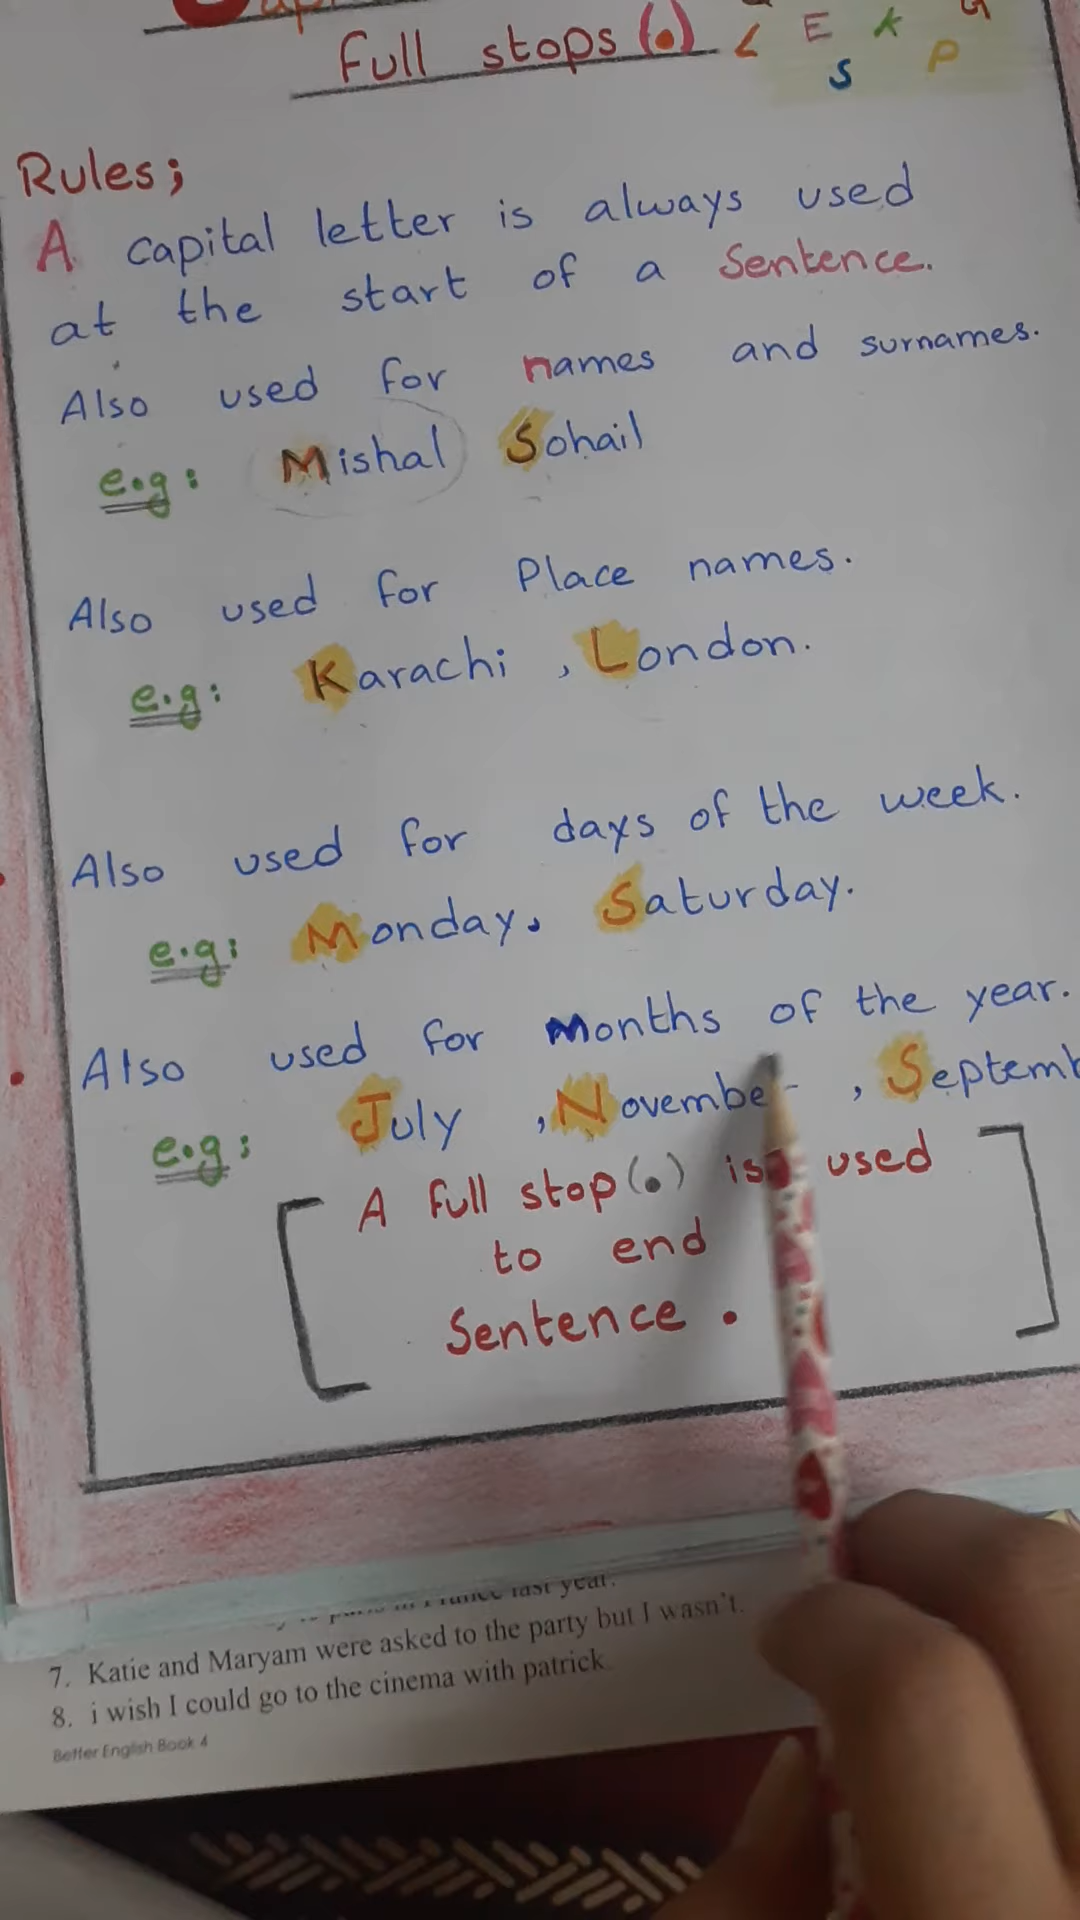 full stops (.) L E K G
S P
Rules;
A capital letter is always used
at the start of a Sentence.
Also used for names and surnames.
e.g: Mishal Sohail
Also used for Place names.
e.g: Karachi , London.
Also used for days of the week.
e.g: Monday, Saturday.
Also used for months of the year.
e.g: July , November , Septemb
A full stop (.) is used
to end
Sentence .
last year.
7. Katie and Maryam were asked to the party but I wasn't.
8. i wish I could go to the cinema with patrick
Better English Book 4